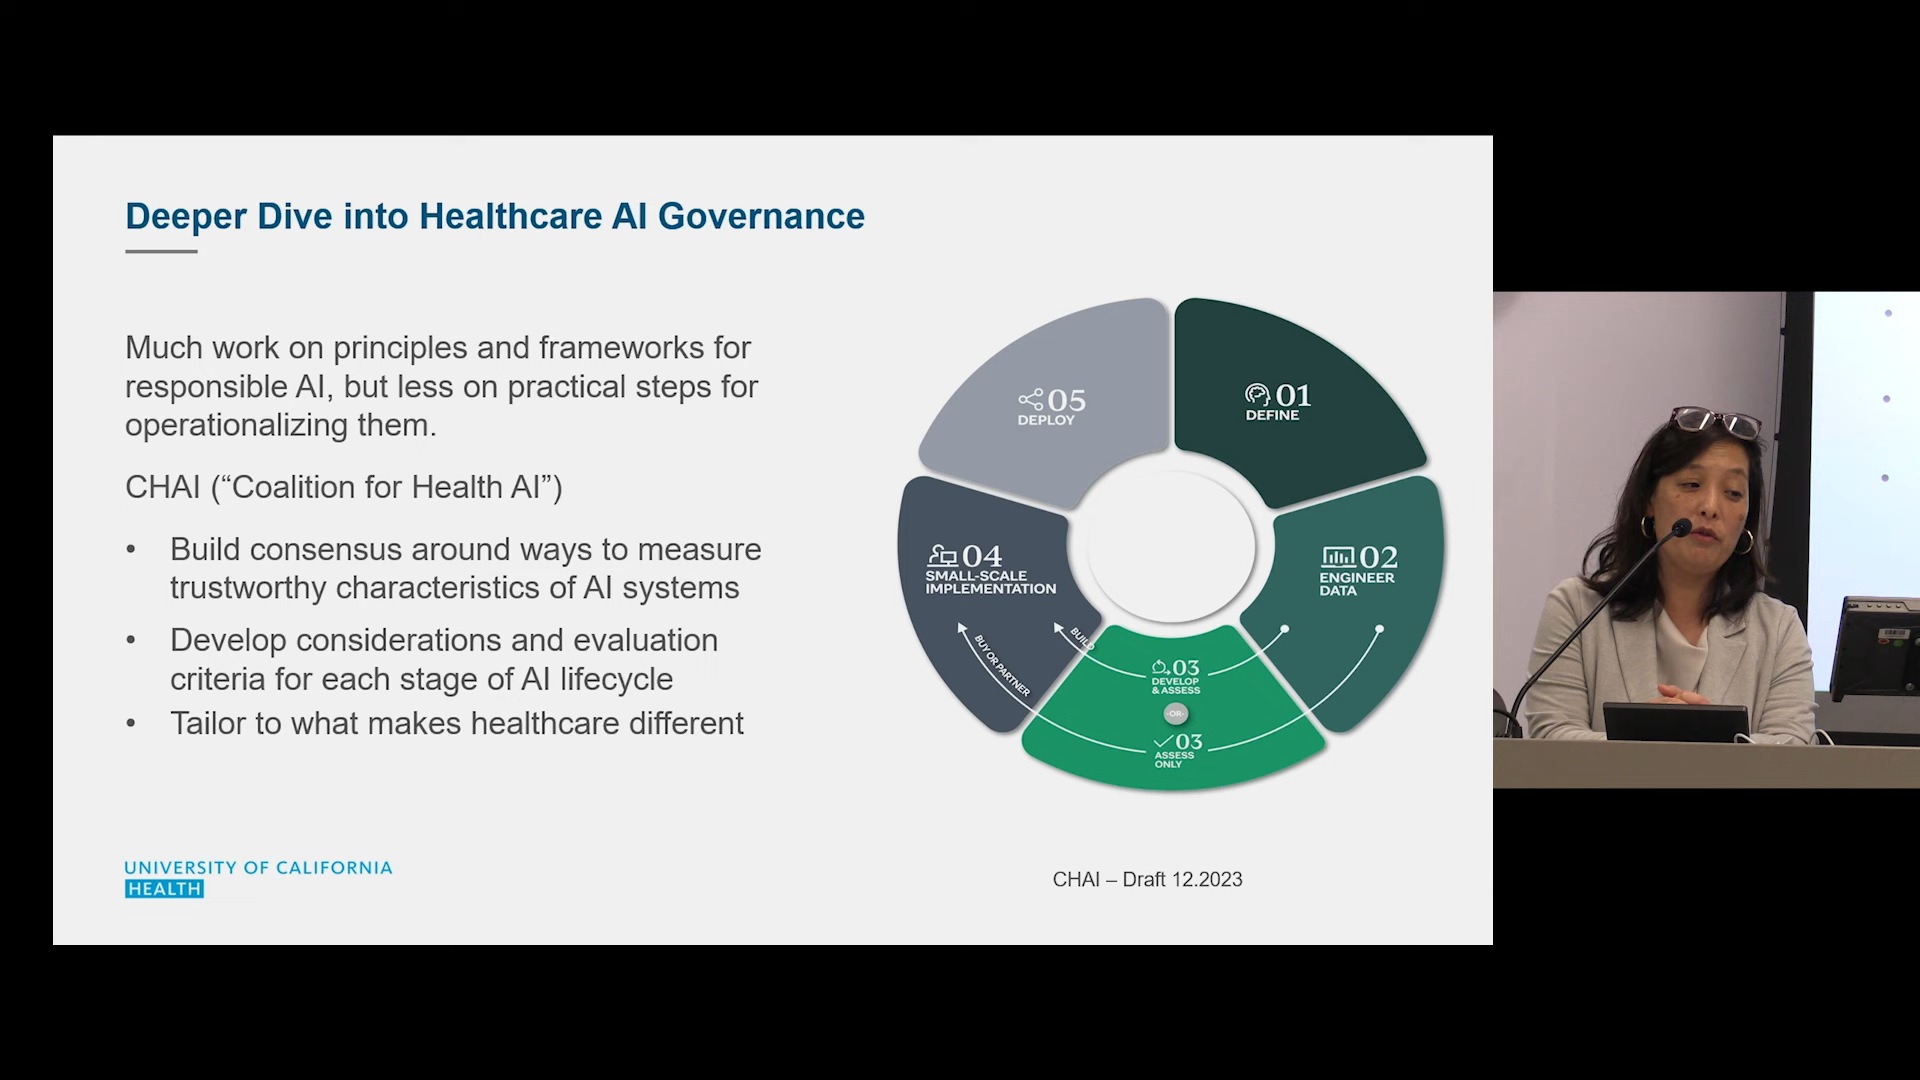 Deeper Dive into Healthcare AI Governance
Much work on principles and frameworks for
responsible AI, but less on practical steps for
operationalizing them.
CHAI (“Coalition for Health AI”)
• Build consensus around ways to measure
trustworthy characteristics of AI systems
• Develop considerations and evaluation
criteria for each stage of AI lifecycle
• Tailor to what makes healthcare different
05
DEPLOY
01
DEFINE
04
SMALL-SCALE
IMPLEMENTATION
02
ENGINEER
DATA
BUY OR PARTNER
BUILD
03
DEVELOP
& ASSESS
-OR-
03
ASSESS
ONLY
UNIVERSITY OF CALIFORNIA
HEALTH
CHAI – Draft 12.2023